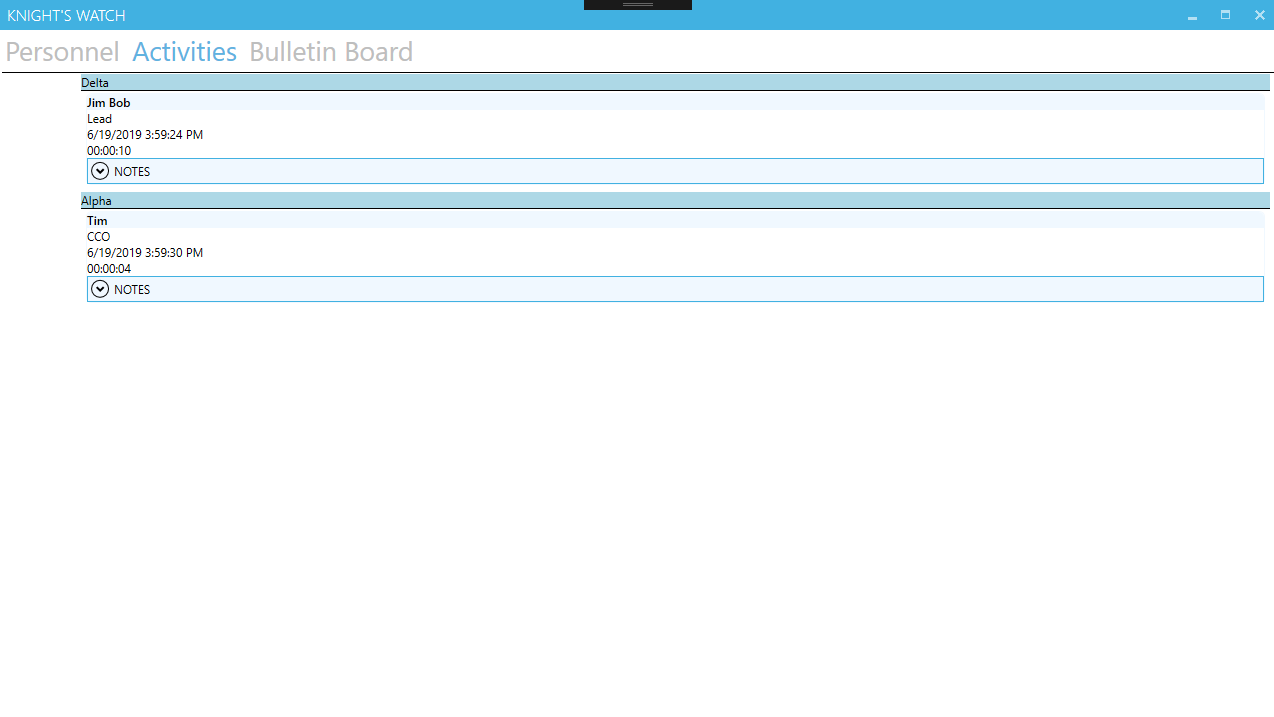 KNIGHT'S WATCH
Personnel Activities Bulletin Board
Delta
Jim Bob
Lead
6/19/2019 3:59:24 PM
00:00:10
NOTES
Alpha
Tim
CCO
6/19/2019 3:59:30 PM
00:00:04
NOTES